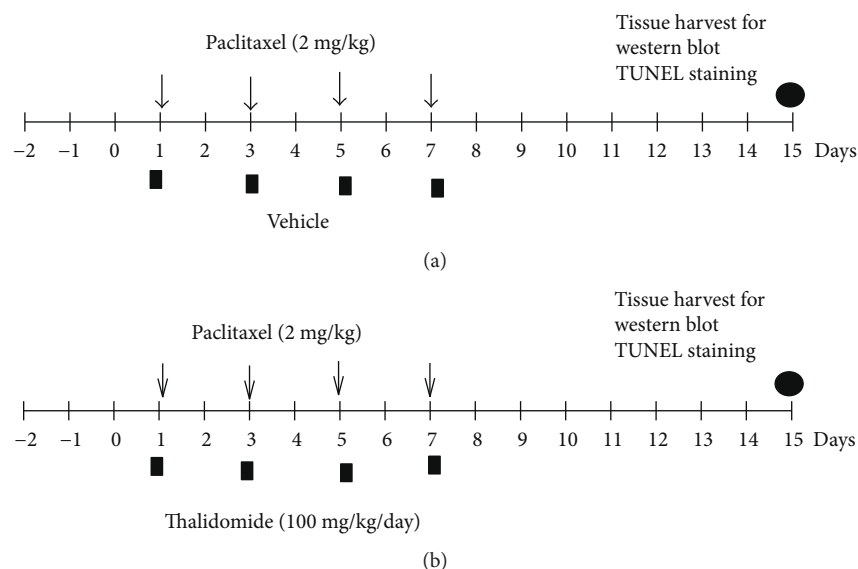 Tissue harvest for
western blot
TUNEL staining
Paclitaxel (2 mg/kg)
−2 −1 0 1 2 3 4 5 6 7 8 9 10 11 12 13 14 15 Days
Vehicle
(a)
Tissue harvest for
western blot
TUNEL staining
Paclitaxel (2 mg/kg)
−2 −1 0 1 2 3 4 5 6 7 8 9 10 11 12 13 14 15 Days
Thalidomide (100 mg/kg/day)
(b)